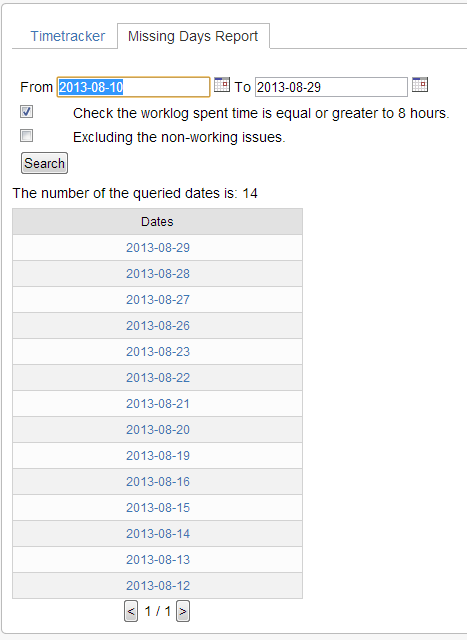 Timetracker Missing Days Report
From 2013-08-10 To 2013-08-29
Check the worklog spent time is equal or greater to 8 hours.
Excluding the non-working issues.
Search
The number of the queried dates is: 14
Dates
2013-08-29
2013-08-28
2013-08-27
2013-08-26
2013-08-23
2013-08-22
2013-08-21
2013-08-20
2013-08-19
2013-08-16
2013-08-15
2013-08-14
2013-08-13
2013-08-12
< 1 / 1 >